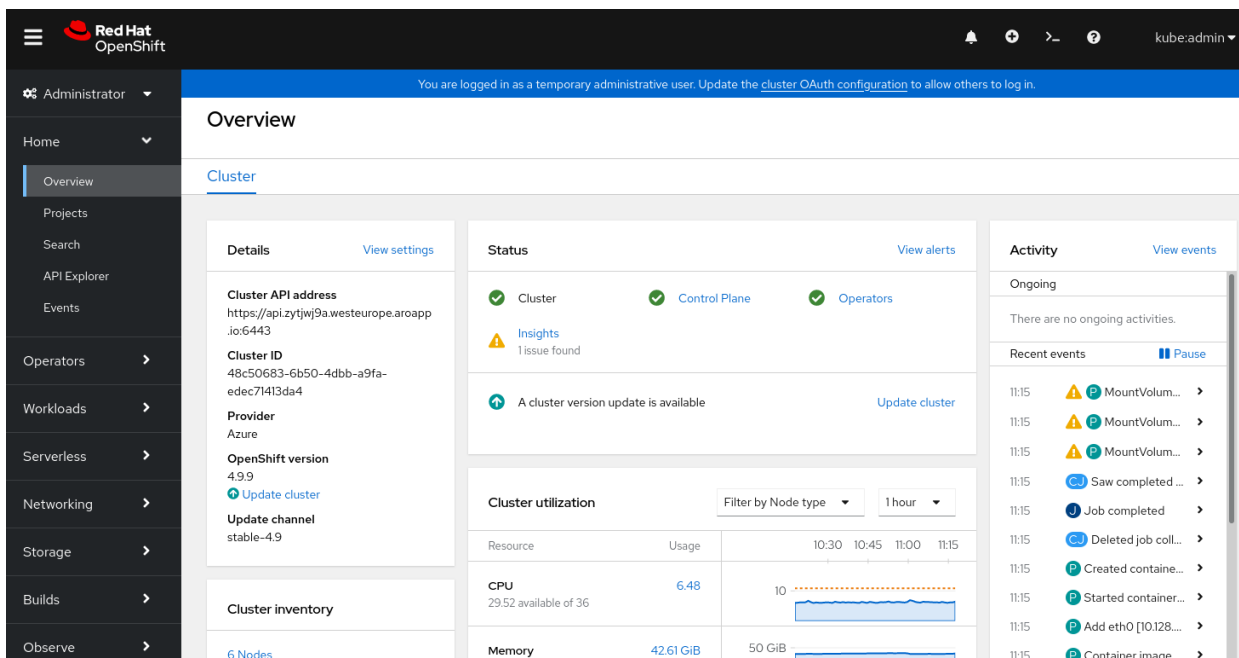 Red Hat
OpenShift
kube:admin
Administrator
You are logged in as a temporary administrative user. Update the cluster OAuth configuration to allow others to log in.
Home
Overview
Projects
Search
API Explorer
Events
Operators
Workloads
Serverless
Networking
Storage
Builds
Observe
Overview
Cluster
Details
View settings
Cluster API address
https://api.zytjwj9a.westeurope.aroapp
.io:6443
Cluster ID
48c50683-6b50-4dbb-a9fa-
edec71413da4
Provider
Azure
OpenShift version
4.9.9
Update cluster
Update channel
stable-4.9
Cluster inventory
6 Nodes
Status
View alerts
Cluster
Control Plane
Operators
Insights
1 issue found
A cluster version update is available
Update cluster
Cluster utilization
Filter by Node type
1 hour
Resource
Usage
10:30 10:45 11:00 11:15
CPU
6.48
29.52 available of 36
10
Memory
42.61 GiB
50 GiB
Activity
View events
Ongoing
There are no ongoing activities.
Recent events
Pause
11:15 P MountVolum...
11:15 P MountVolum...
11:15 P MountVolum...
11:15 CJ Saw completed ...
11:15 J Job completed
11:15 CJ Deleted job coll...
11:15 P Created containe...
11:15 P Started container...
11:15 P Add eth0 [10.128....
11:15 P Container image